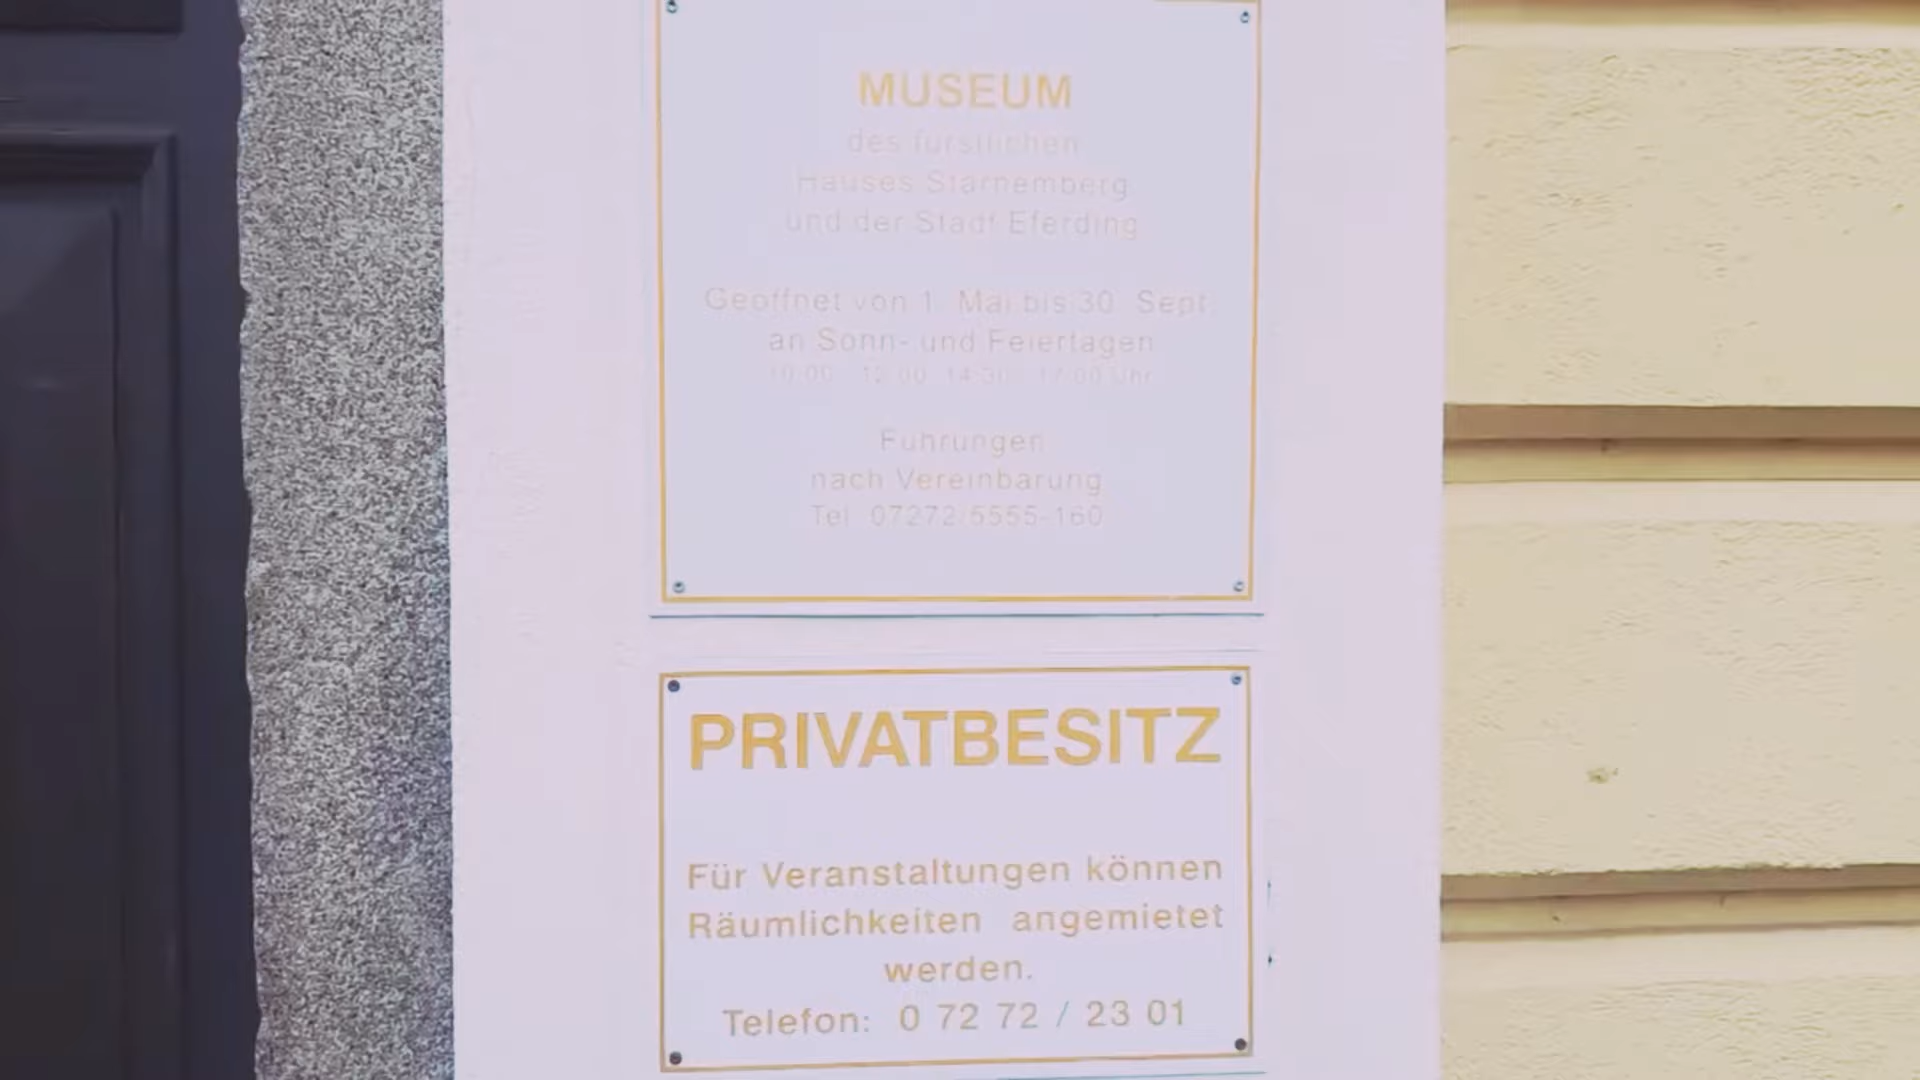 MUSEUM
des fürstlichen
Hauses Starhemberg
und der Stadt Eferding
Geöffnet von 1. Mai bis 30. Sept.
an Sonn- und Feiertagen
10:00 - 12:00 14:30 - 17:00 Uhr
Führungen
nach Vereinbarung
Tel. 07272/5555-160
PRIVATBESITZ
Für Veranstaltungen können
Räumlichkeiten angemietet
werden.
Telefon: 0 72 72 / 23 01